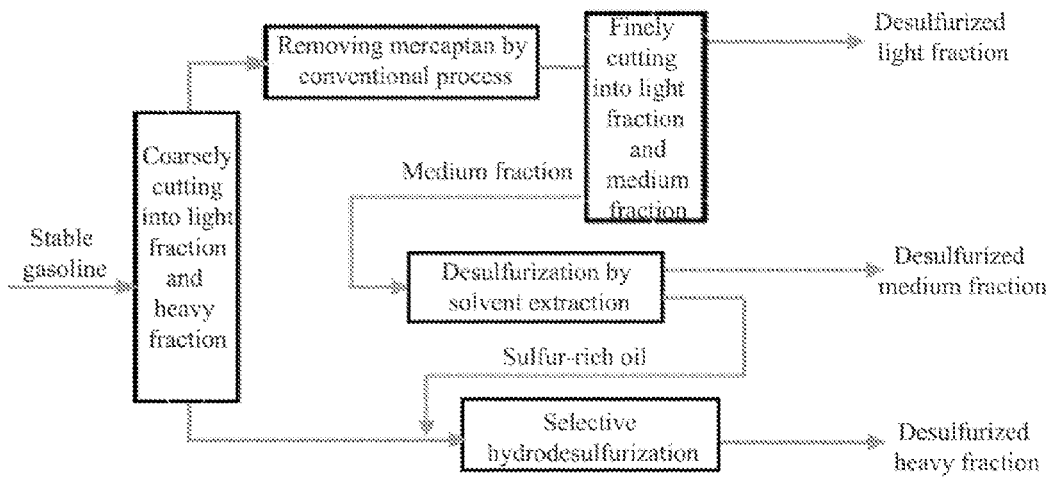 Removing mercaptan by
conventional process
Finely
cutting
into light
fraction
and
medium
fraction
Desulfurized
light fraction
Coarsely
cutting
into light
fraction
and
heavy
fraction
Medium fraction
Stable
gasoline
Desulfurization by
solvent extraction
Desulfurized
medium fraction
Sulfur-rich oil
Selective
hydrodesulfurization
Desulfurized
heavy fraction